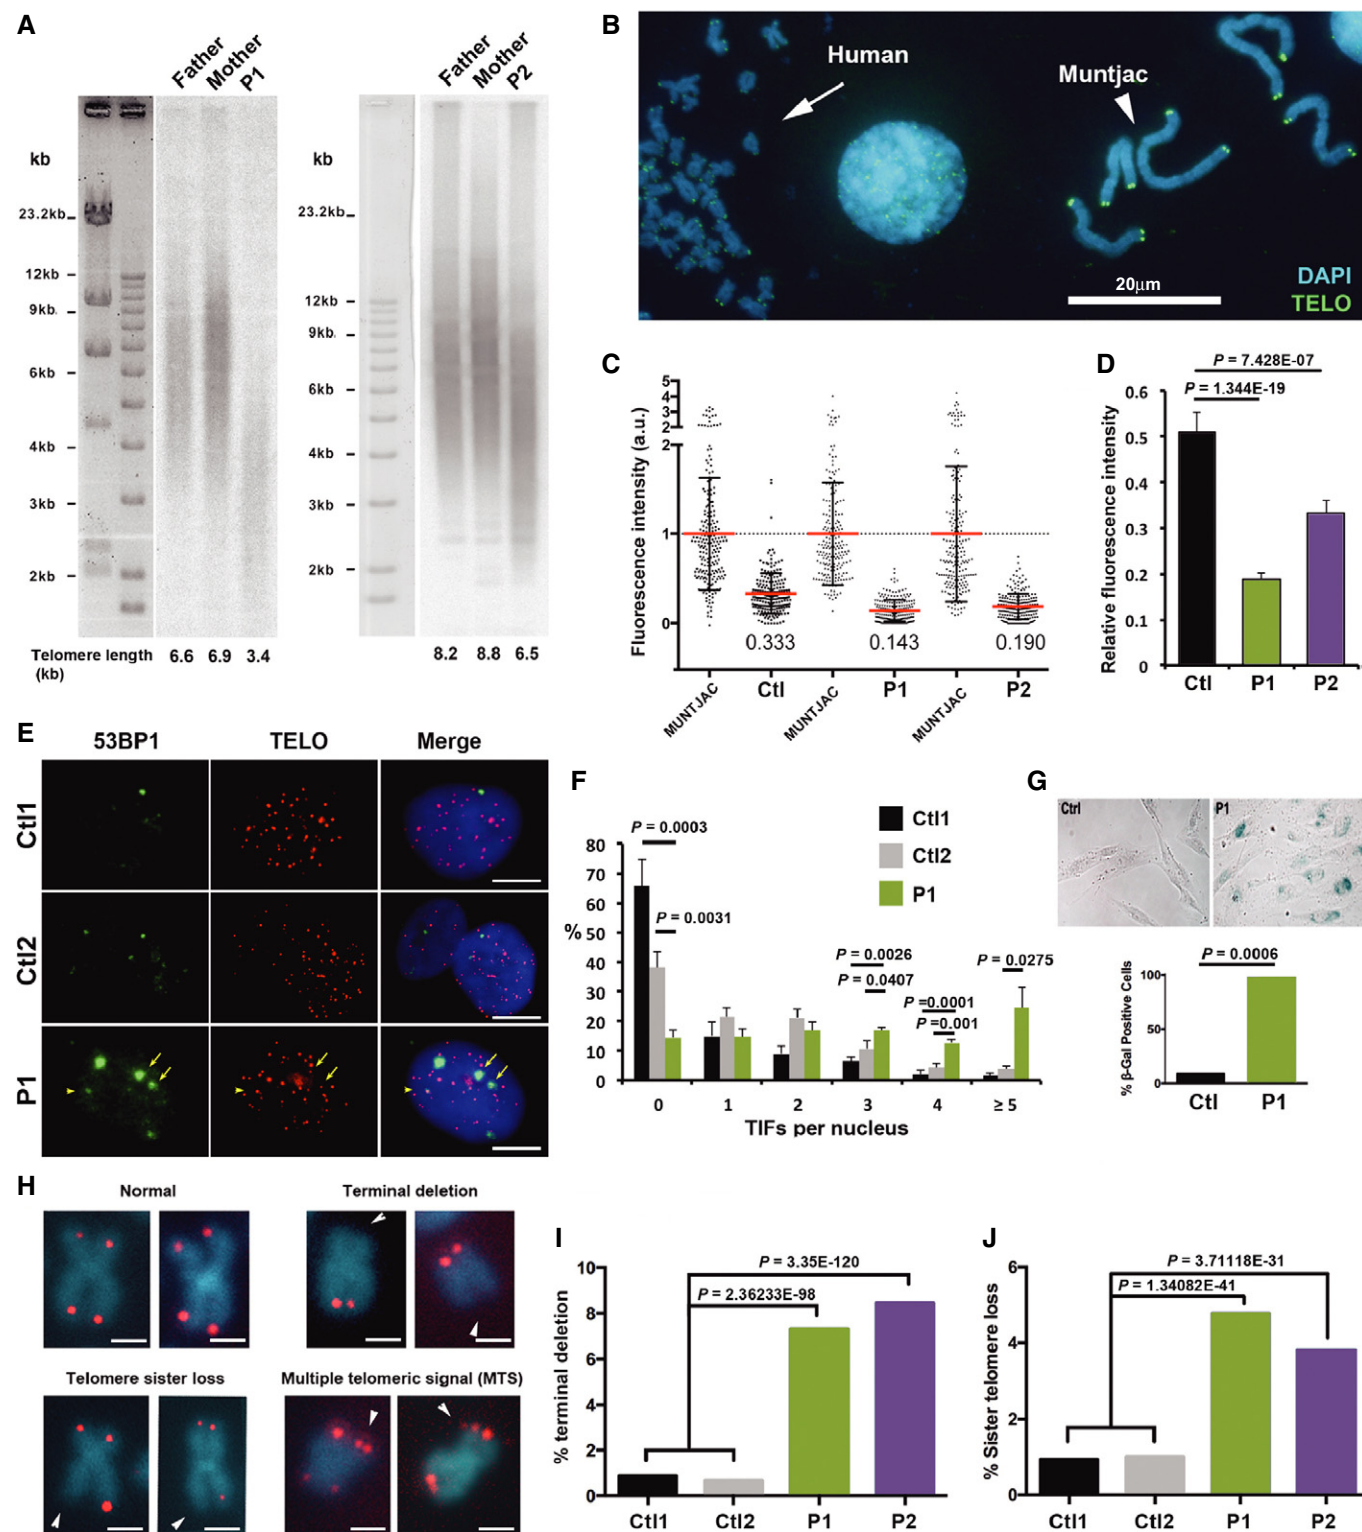 A
Father
Mother
P1
kb
23.2kb
12kb
9kb
6kb
4kb
3kb
2kb
Telomere length
(kb)
6.6 6.9 3.4
Father
Mother
P2
kb
23.2kb
12kb
9kb
6kb
4kb
3kb
2kb
8.2 8.8 6.5
B
Human
Muntjac
20µm
DAPI
TELO
C
Fluorescence intensity (a.u.)
5
4
3
2
2
1
0
0.333
0.143
0.190
MUNTJAC
Ctl
MUNTJAC
P1
MUNTJAC
P2
D
P = 7.428E-07
P = 1.344E-19
Relative fluorescence intensity
0.6
0.5
0.4
0.3
0.2
0.1
0
Ctl P1 P2
E
53BP1 TELO Merge
Ctl1
Ctl2
P1
F
Ctl1
Ctl2
P1
P = 0.0003
P = 0.0031
P = 0.0026
P = 0.0407
P =0.0001
P =0.001
P = 0.0275
%
80
70
60
50
40
30
20
10
0
0 1 2 3 4 ≥ 5
TIFs per nucleus
G
Ctrl
P1
P = 0.0006
% β-Gal Positive Cells
100
50
0
Ctl P1
H
Normal
Terminal deletion
Telomere sister loss
Multiple telomeric signal (MTS)
I
P = 3.35E-120
P = 2.36233E-98
% terminal deletion
10
8
6
4
2
0
Ctl1 Ctl2 P1 P2
J
P = 3.71118E-31
P = 1.34082E-41
% Sister telomere loss
6
4
2
0
Ctl1 Ctl2 P1 P2